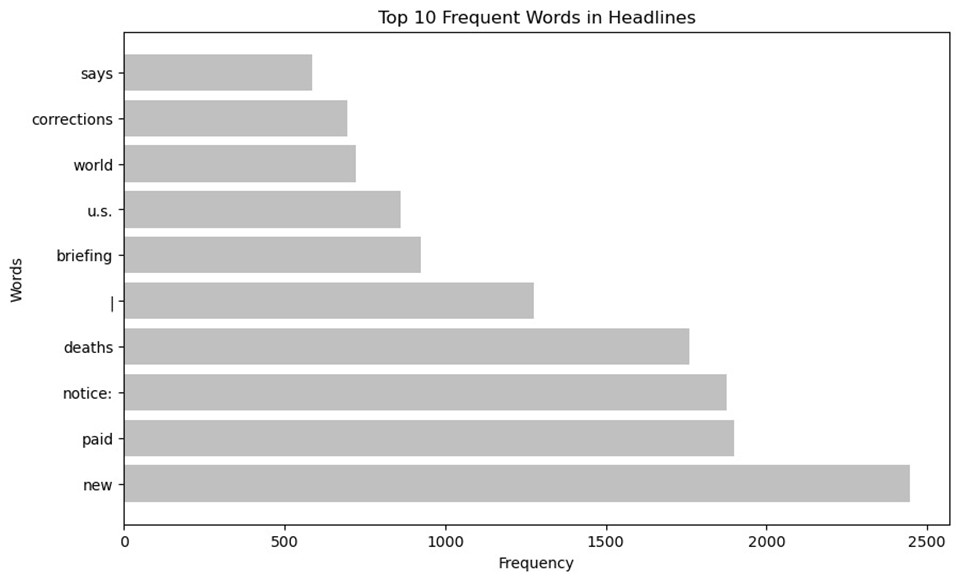 Top 10 Frequent Words in Headlines
says
corrections
world
u.s.
briefing
|
deaths
notice:
paid
new
Words
0 500 1000 1500 2000 2500
Frequency